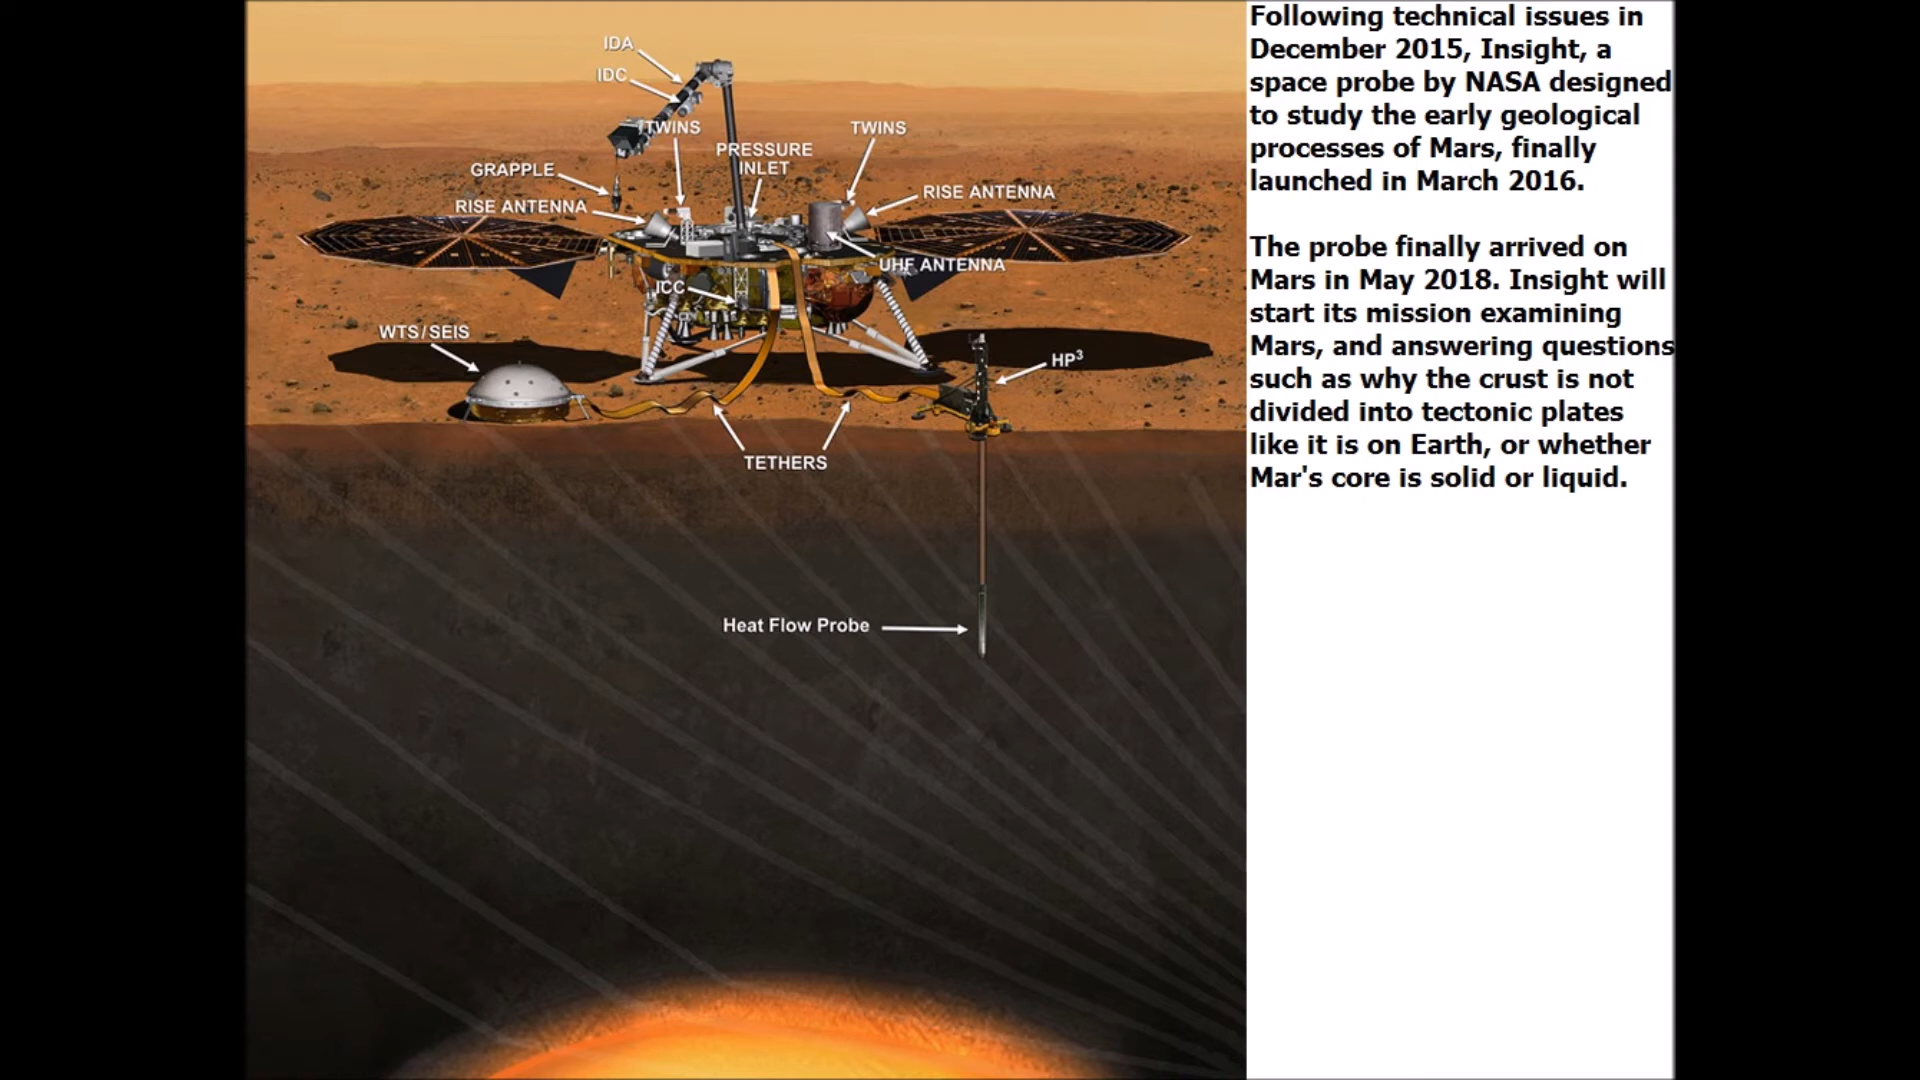 IDA
IDC
TWINS
TWINS
PRESSURE
INLET
GRAPPLE
RISE ANTENNA
RISE ANTENNA
UHF ANTENNA
ICC
WTS/SEIS
HP³
TETHERS
Heat Flow Probe
Following technical issues in
December 2015, Insight, a
space probe by NASA designed
to study the early geological
processes of Mars, finally
launched in March 2016.
The probe finally arrived on
Mars in May 2018. Insight will
start its mission examining
Mars, and answering questions
such as why the crust is not
divided into tectonic plates
like it is on Earth, or whether
Mar's core is solid or liquid.